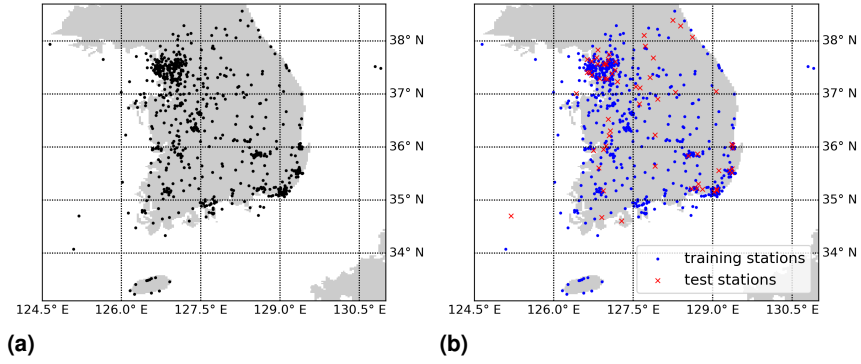 38° N
37° N
36° N
35° N
34° N
124.5° E 126.0° E 127.5° E 129.0° E 130.5° E
(a)
38° N
37° N
36° N
35° N
34° N
training stations
test stations
124.5° E 126.0° E 127.5° E 129.0° E 130.5° E
(b)